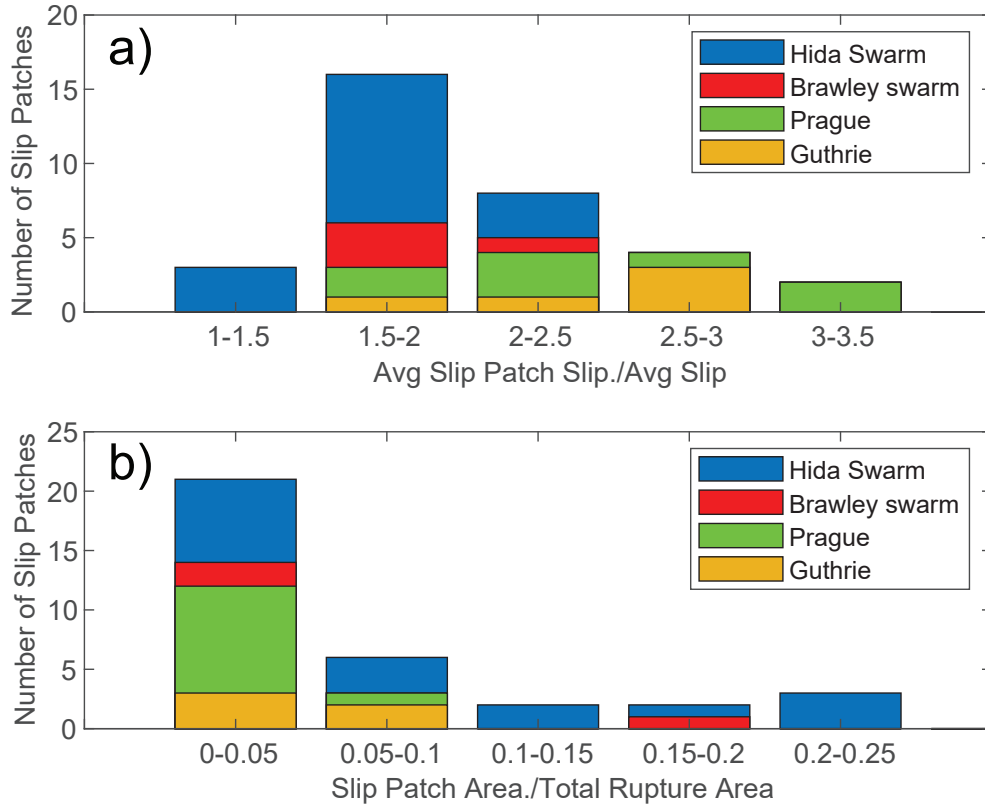 a)
20
15
10
5
0
Number of Slip Patches
Hida Swarm
Brawley swarm
Prague
Guthrie
1-1.5 1.5-2 2-2.5 2.5-3 3-3.5
Avg Slip Patch Slip./Avg Slip
b)
25
20
15
10
5
0
Number of Slip Patches
Hida Swarm
Brawley swarm
Prague
Guthrie
0-0.05 0.05-0.1 0.1-0.15 0.15-0.2 0.2-0.25
Slip Patch Area./Total Rupture Area